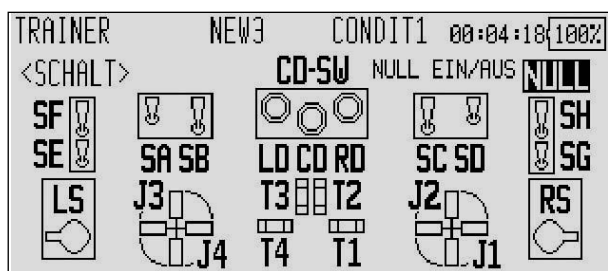 TRAINER NEW3 CONDIT1 00:04:18 100%
<SCHALT> CD-SW NULL EIN/AUS NULL
SF SH
SE SA SB LD CD RD SC SD SG
LS J3 T3 T2 J2 RS
J4 T4 T1 J1